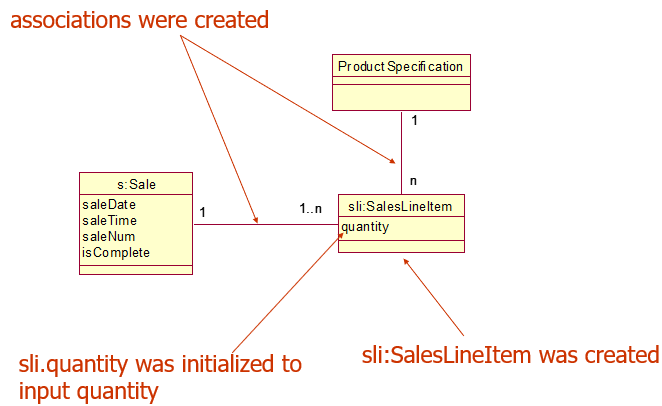 associations were created
ProductSpecification
1
n
s:Sale
saleDate
saleTime
saleNum
isComplete
1
1..n
sli:SalesLineItem
quantity
sli.quantity was initialized to
input quantity
sli:SalesLineItem was created